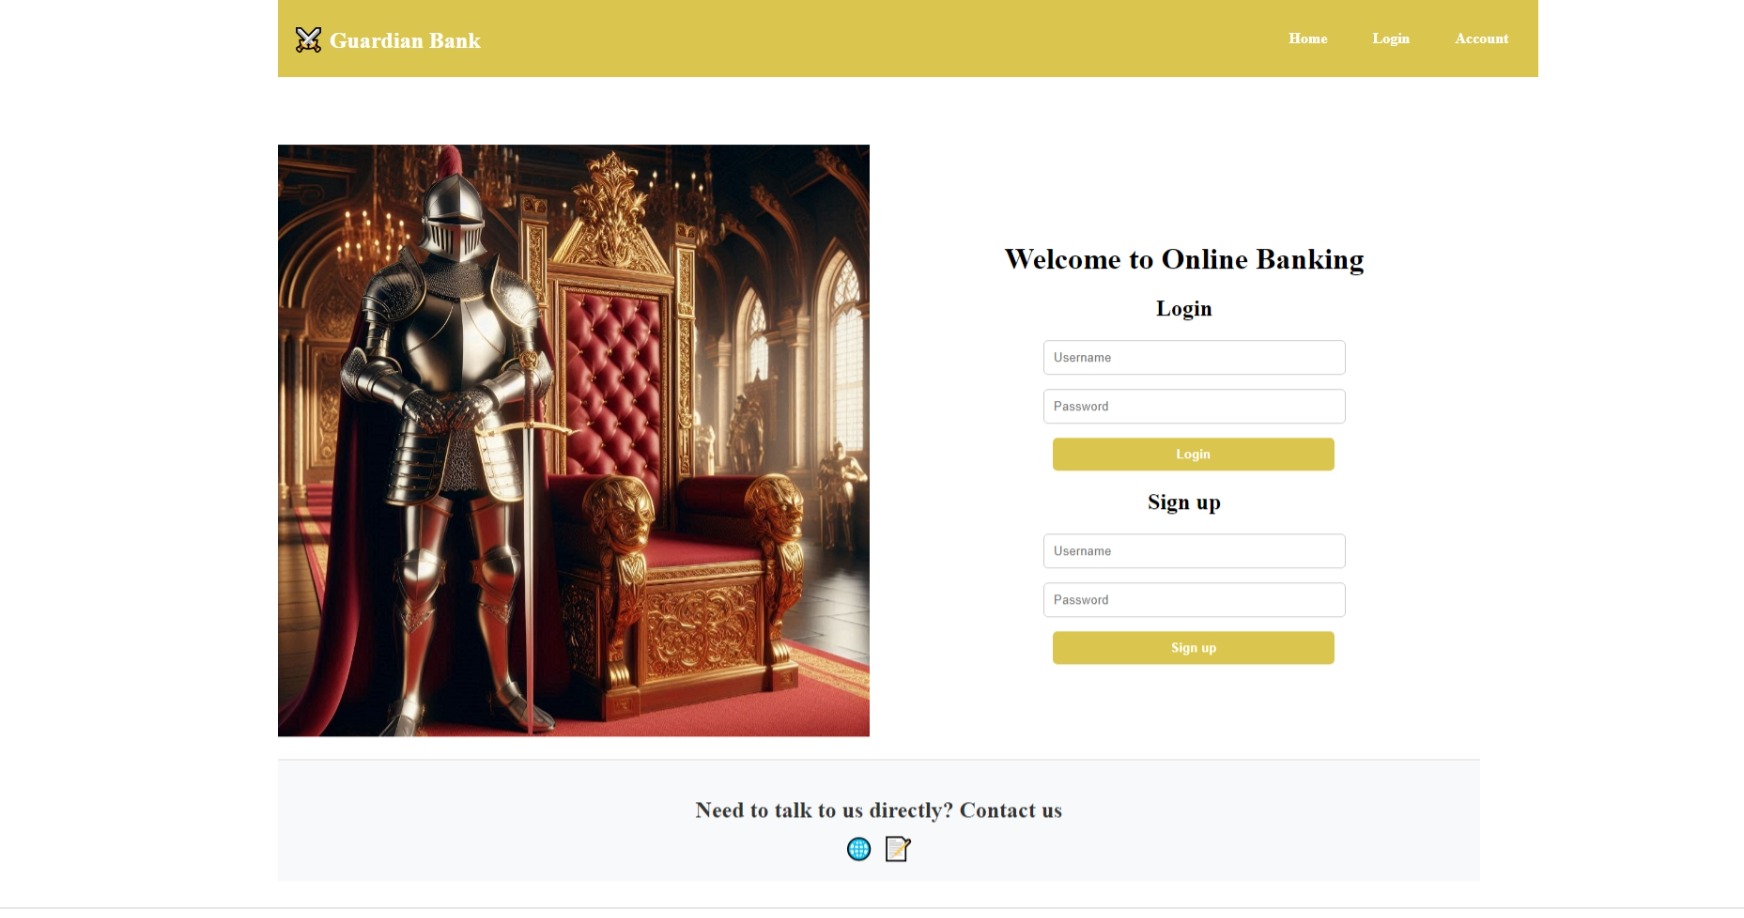 Guardian Bank
Home Login Account
Welcome to Online Banking
Login
Username
Password
Login
Sign up
Username
Password
Sign up
Need to talk to us directly? Contact us